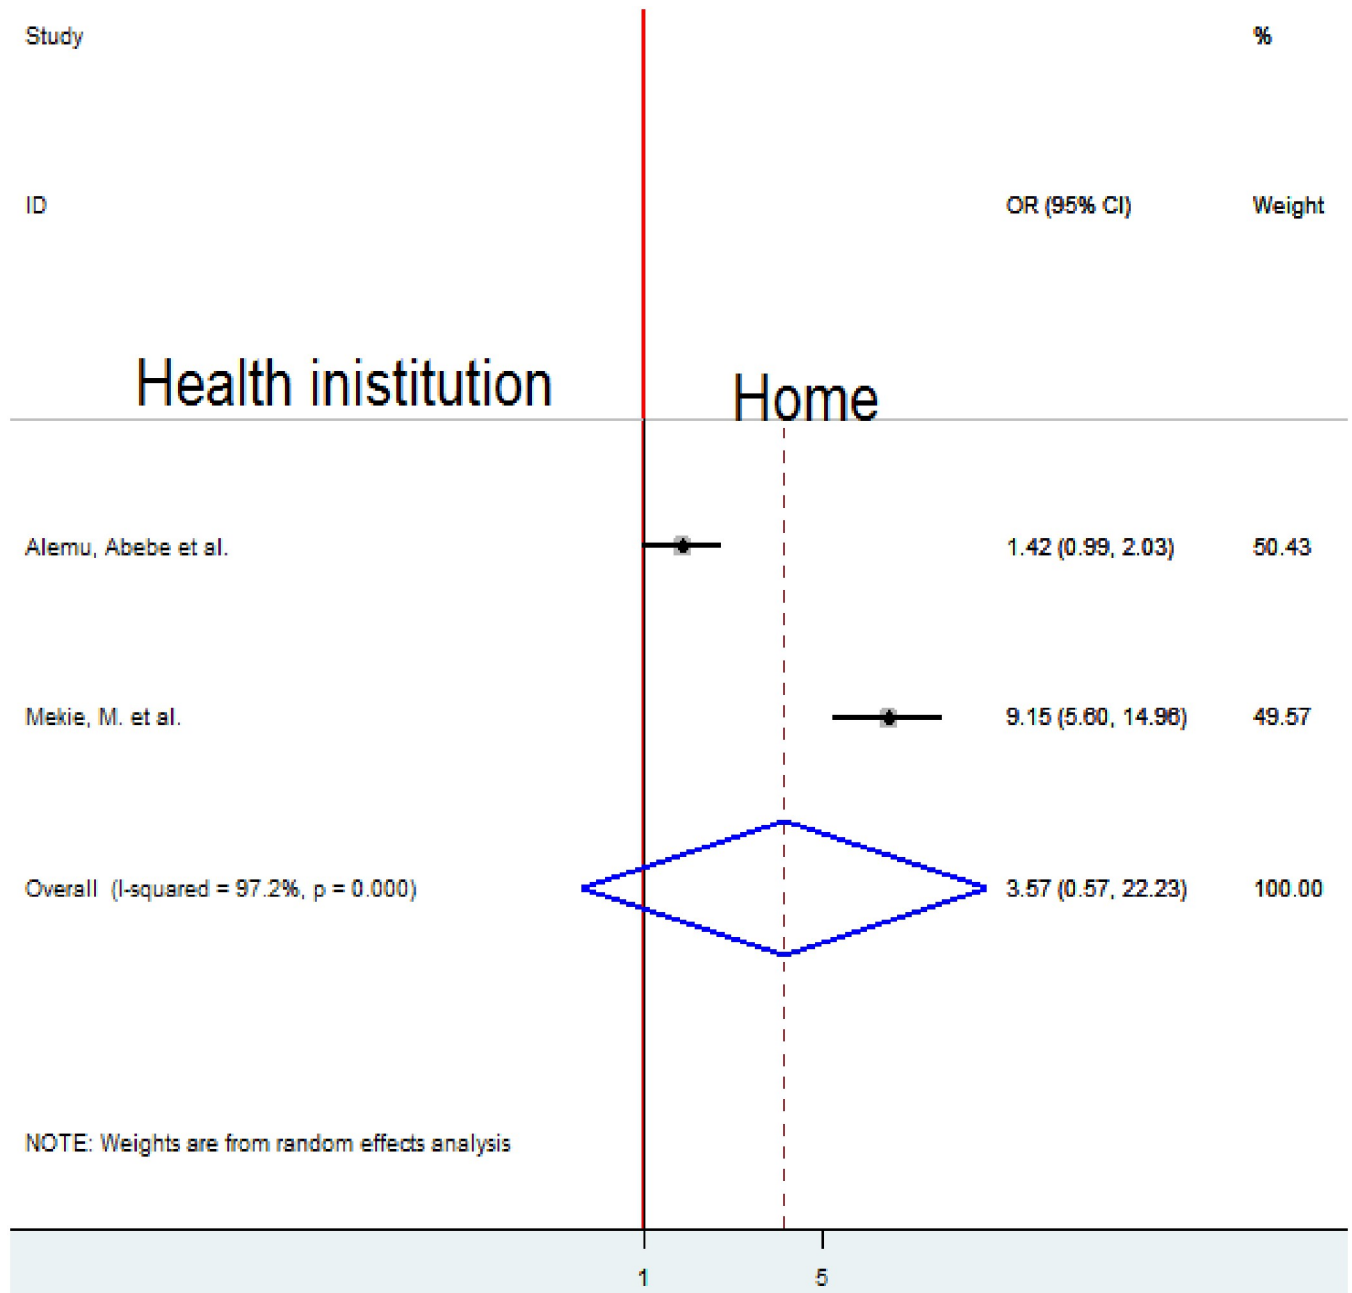 Study %
ID OR (95% CI) Weight
Health inistitution Home
Alemu, Abebe et al. 1.42 (0.99, 2.03) 50.43
Mekie, M. et al. 9.15 (5.60, 14.96) 49.57
Overall (I-squared = 97.2%, p = 0.000) 3.57 (0.57, 22.23) 100.00
NOTE: Weights are from random effects analysis
1 5